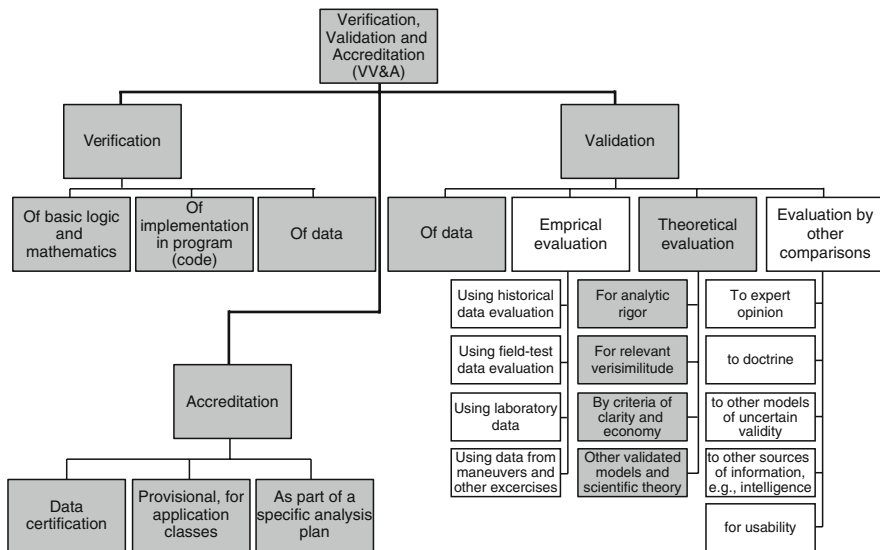 Verification,
Validation and
Accreditation
(VV&A)
Verification
Validation
Of basic logic
and
mathematics
Of
implementation
in program
(code)
Of data
Of data
Emprical
evaluation
Theoretical
evaluation
Evaluation by
other
comparisons
Using historical
data evaluation
Using field-test
data evaluation
Using laboratory
data
Using data from
maneuvers and
other excercises
For analytic
rigor
For relevant
verisimilitude
By criteria of
clarity and
economy
Other validated
models and
scientific theory
To expert
opinion
to doctrine
to other models
of uncertain
validity
to other sources
of information,
e.g., intelligence
for usability
Accreditation
Data
certification
Provisional, for
application
classes
As part of a
specific analysis
plan